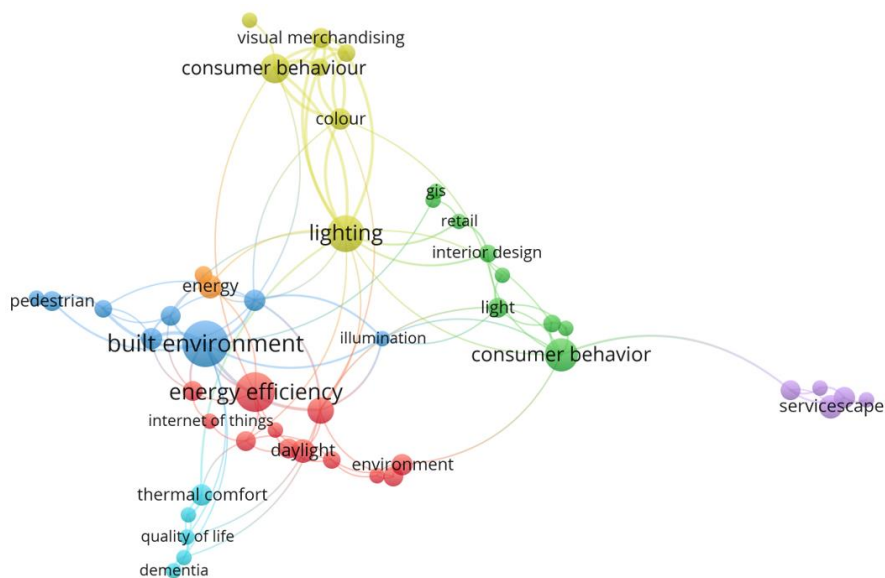 visual merchandising
consumer behaviour
colour
gis
retail
lighting
interior design
energy
pedestrian
light
built environment
illumination
consumer behavior
energy efficiency
servicescape
internet of things
daylight
environment
thermal comfort
quality of life
dementia